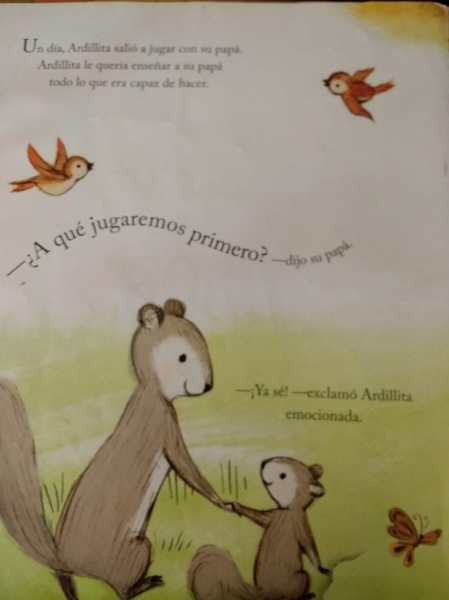 Un día, Ardillita salió a jugar con su papá.
Ardillita le quería enseñar a su papá
todo lo que era capaz de hacer.
—¿A qué jugaremos primero? —dijo su papá.
—¡Ya sé! —exclamó Ardillita
emocionada.